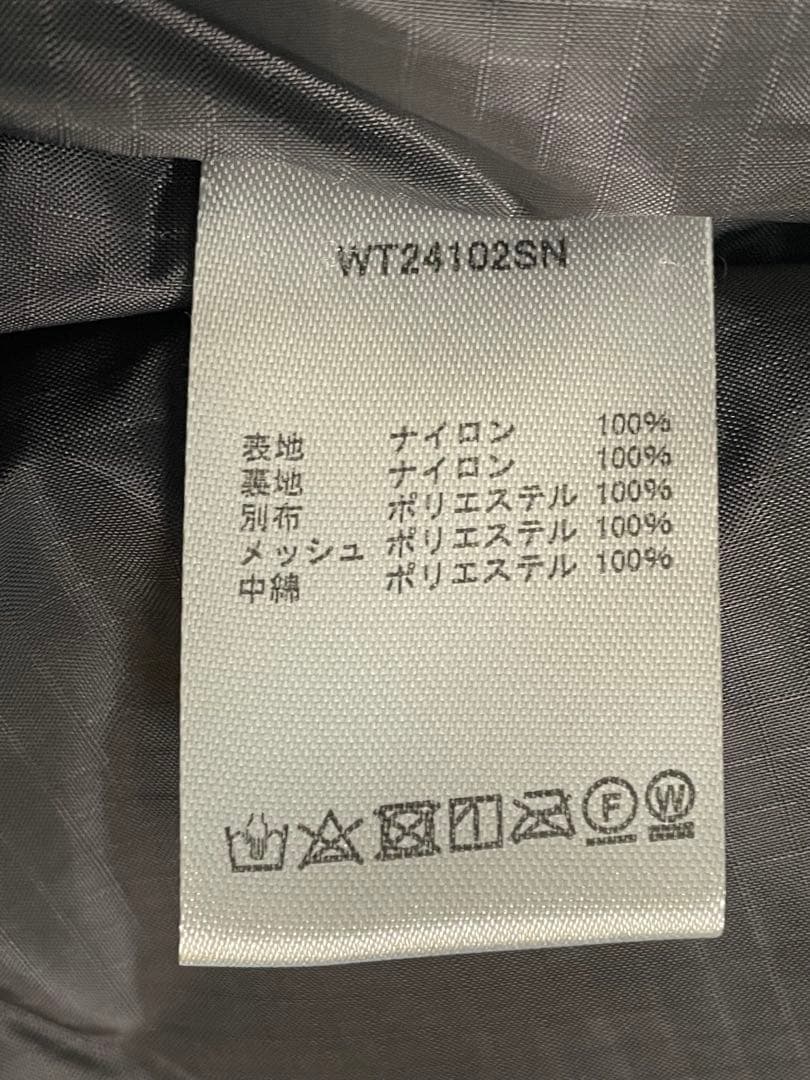 WT24102SN
表地 ナイロン 100%
裏地 ナイロン 100%
別布 ポリエステル 100%
メッシュ ポリエステル 100%
中綿 ポリエステル 100%
F W